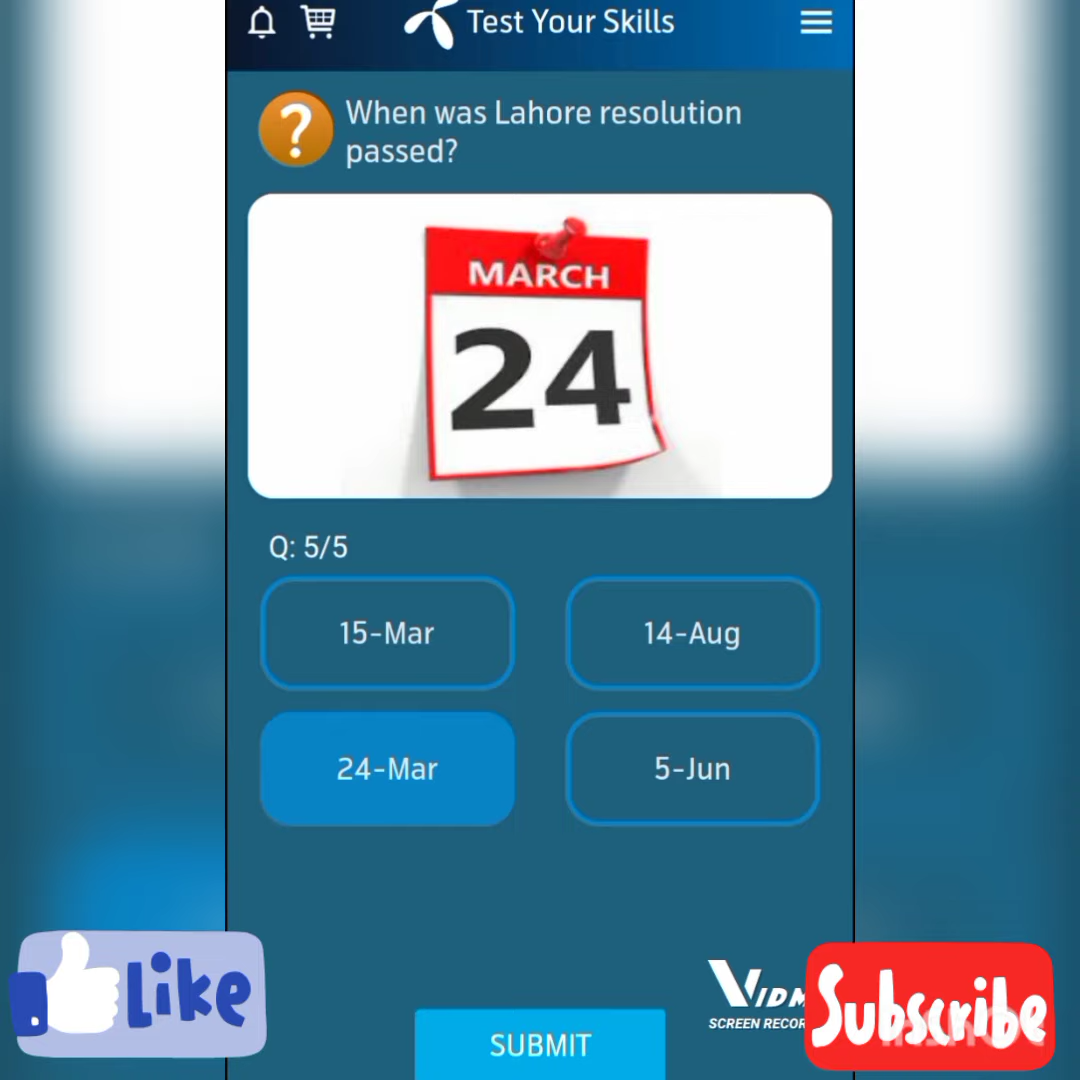 Test Your Skills
When was Lahore resolution
passed?
MARCH
24
Q: 5/5
15-Mar
14-Aug
24-Mar
5-Jun
Like
SCREEN
Subscribe
SUBMIT